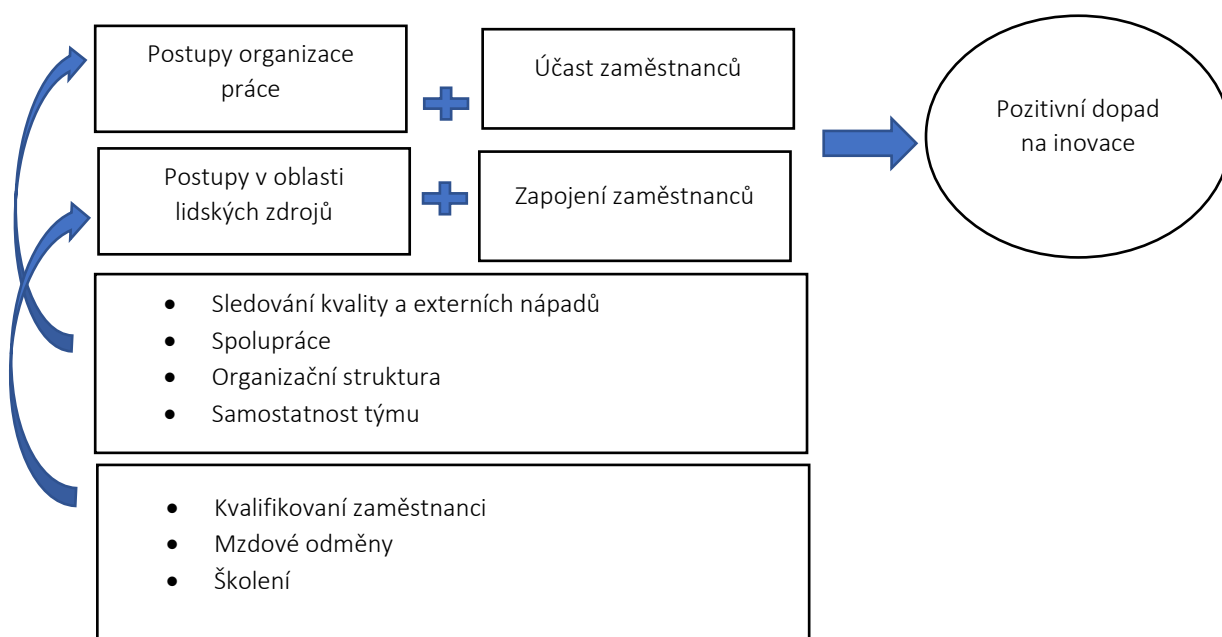 Postupy organizace
práce
Účast zaměstnanců
Pozitivní dopad
na inovace
Postupy v oblasti
lidských zdrojů
Zapojení zaměstnanců
• Sledování kvality a externích nápadů
• Spolupráce
• Organizační struktura
• Samostatnost týmu
• Kvalifikovaní zaměstnanci
• Mzdové odměny
• Školení